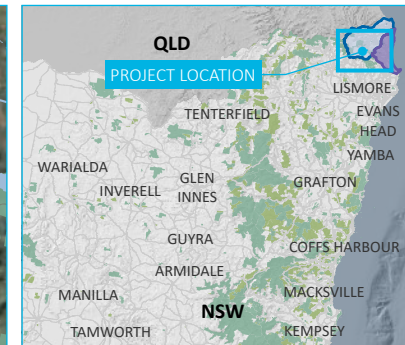 QLD
PROJECT LOCATION
LISMORE
TENTERFIELD
EVANS
HEAD
YAMBA
WARIALDA
GLEN
INNES
INVERELL
GRAFTON
GUYRA
COFFS HARBOUR
ARMIDALE
MANILLA
MACKSVILLE
NSW
TAMWORTH
KEMPSEY